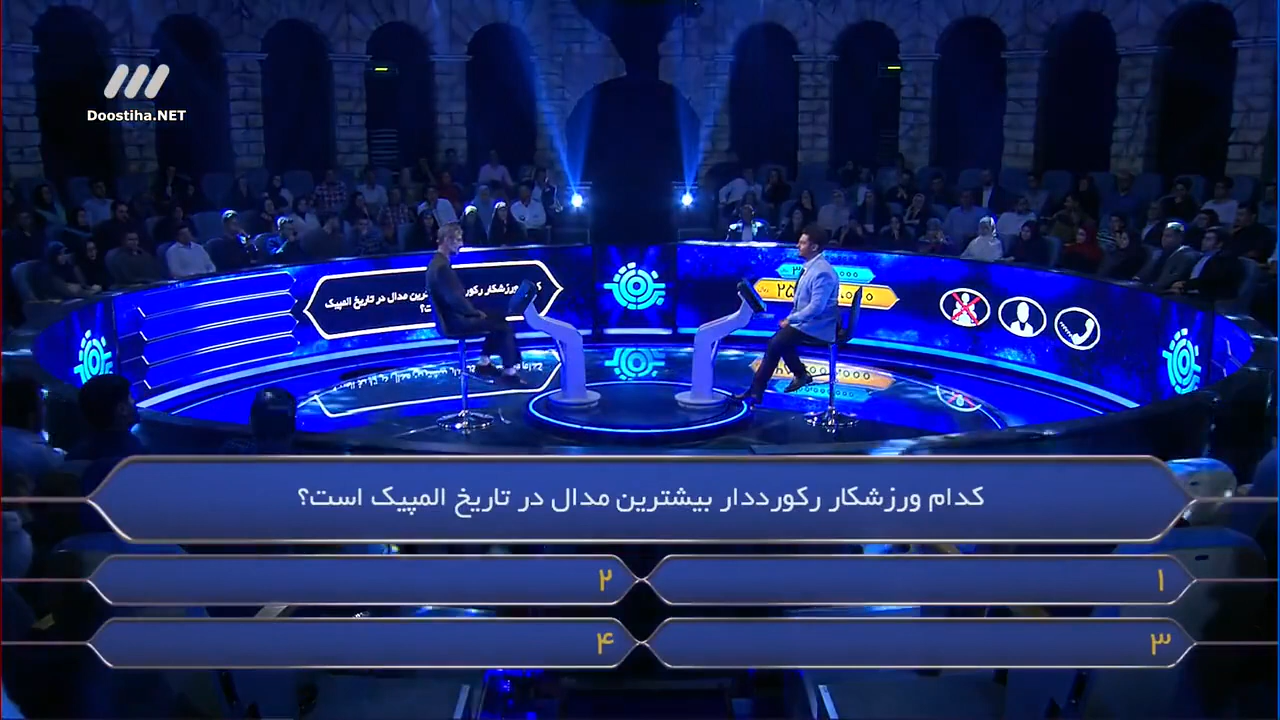 Doostiha.NET
کدام ورزشکار رکورددار بیشترین مدال در تاریخ المپیک است؟
۱
۲
۳
۴